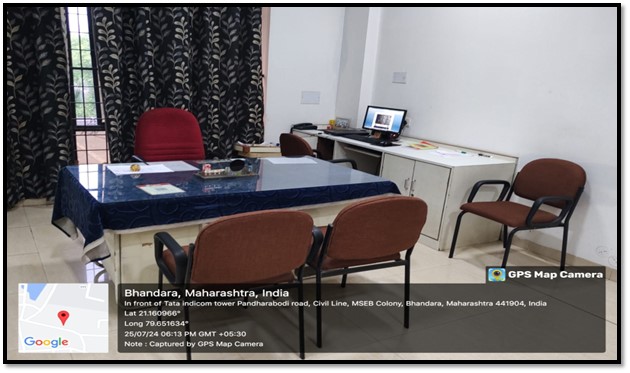 GPS Map Camera
Bhandara, Maharashtra, India
In front of Tata indicom tower Pandharabodi road, Civil Line, MSEB Colony, Bhandara, Maharashtra 441904, India
Lat 21.160966°
Long 79.651634°
25/07/24 06:13 PM GMT +05:30
Note : Captured by GPS Map Camera
Google